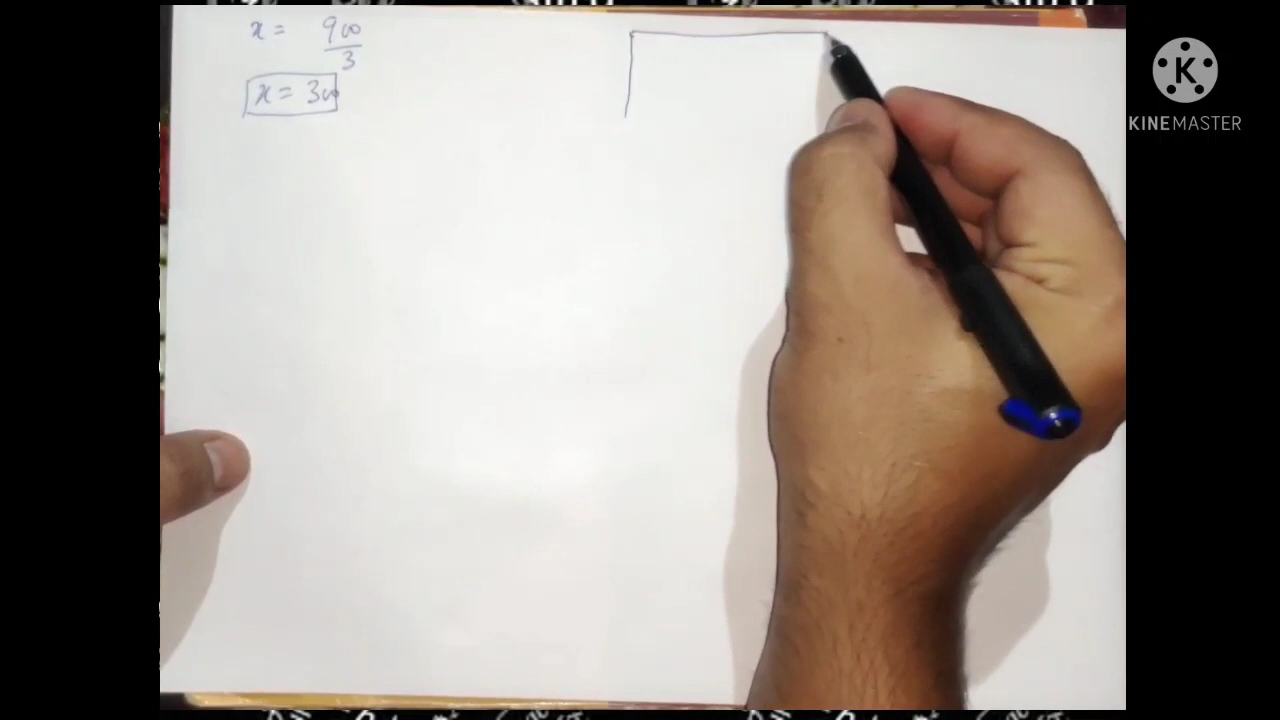 x = 900
3
x = 300
K
KINEMASTER